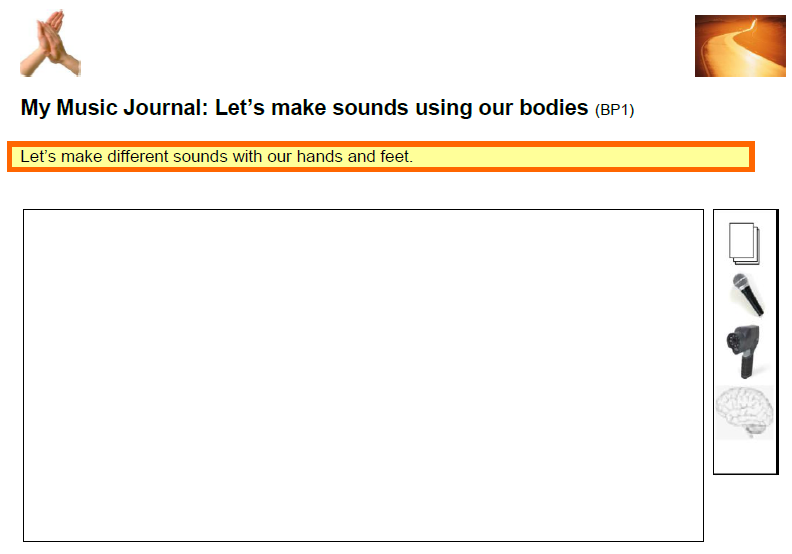 My Music Journal: Let’s make sounds using our bodies (BP1)
Let’s make different sounds with our hands and feet.